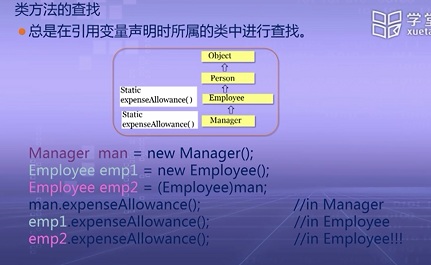 类方法的查找
学堂
xueta
总是在引用变量声明时所属的类中进行查找。
Object
Person
Static
expenseAllowance( )
Employee
Static
expenseAllowance( )
Manager
Manager man = new Manager();
Employee emp1 = new Employee();
Employee emp2 = (Employee)man;
man.expenseAllowance(); //in Manager
emp1.expenseAllowance(); //in Employee
emp2.expenseAllowance(); //in Employee!!!